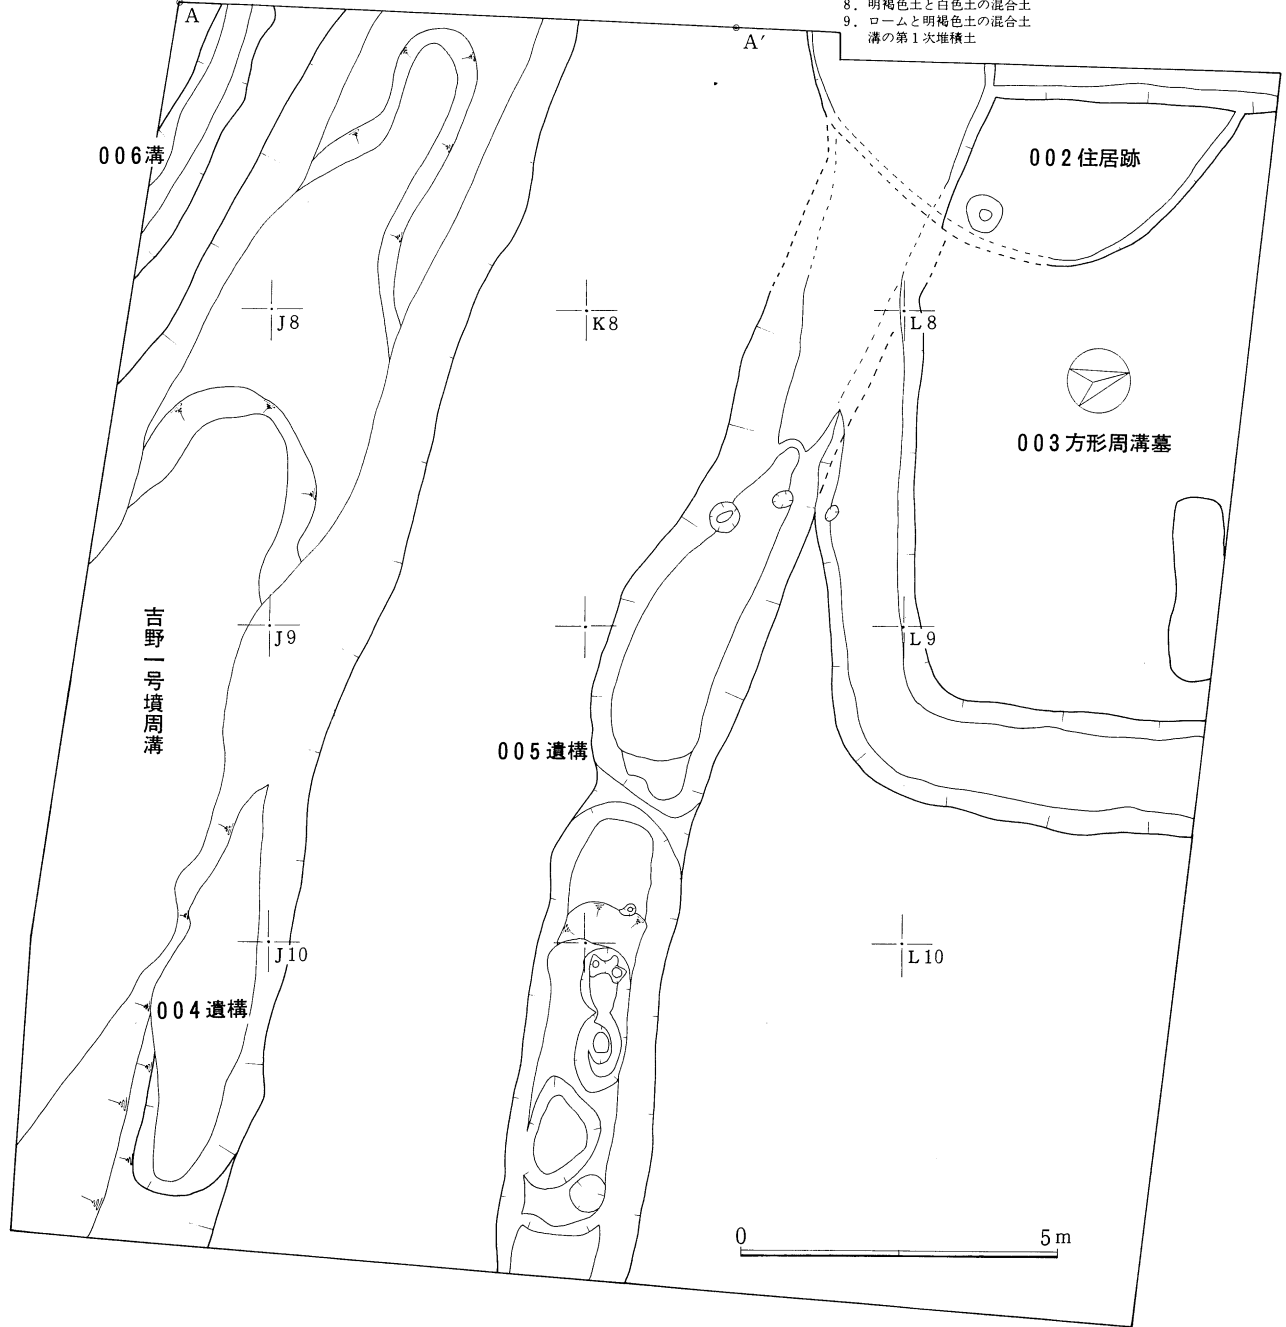 8．明褐色土と白色土の混合土
9．ロームと明褐色土の混合土
溝の第1次堆積土
A
A′
006溝
002住居跡
J8
K8
L8
003方形周溝墓
J9
L9
吉野一号墳周溝
005遺構
J10
L10
004遺構
0
5m